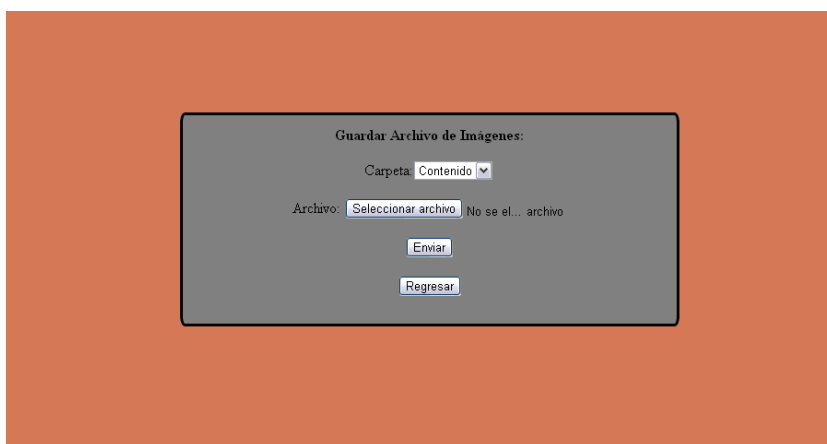 Guardar Archivo de Imágenes:
Carpeta: Contenido
Archivo: Seleccionar archivo No se el... archivo
Enviar
Regresar